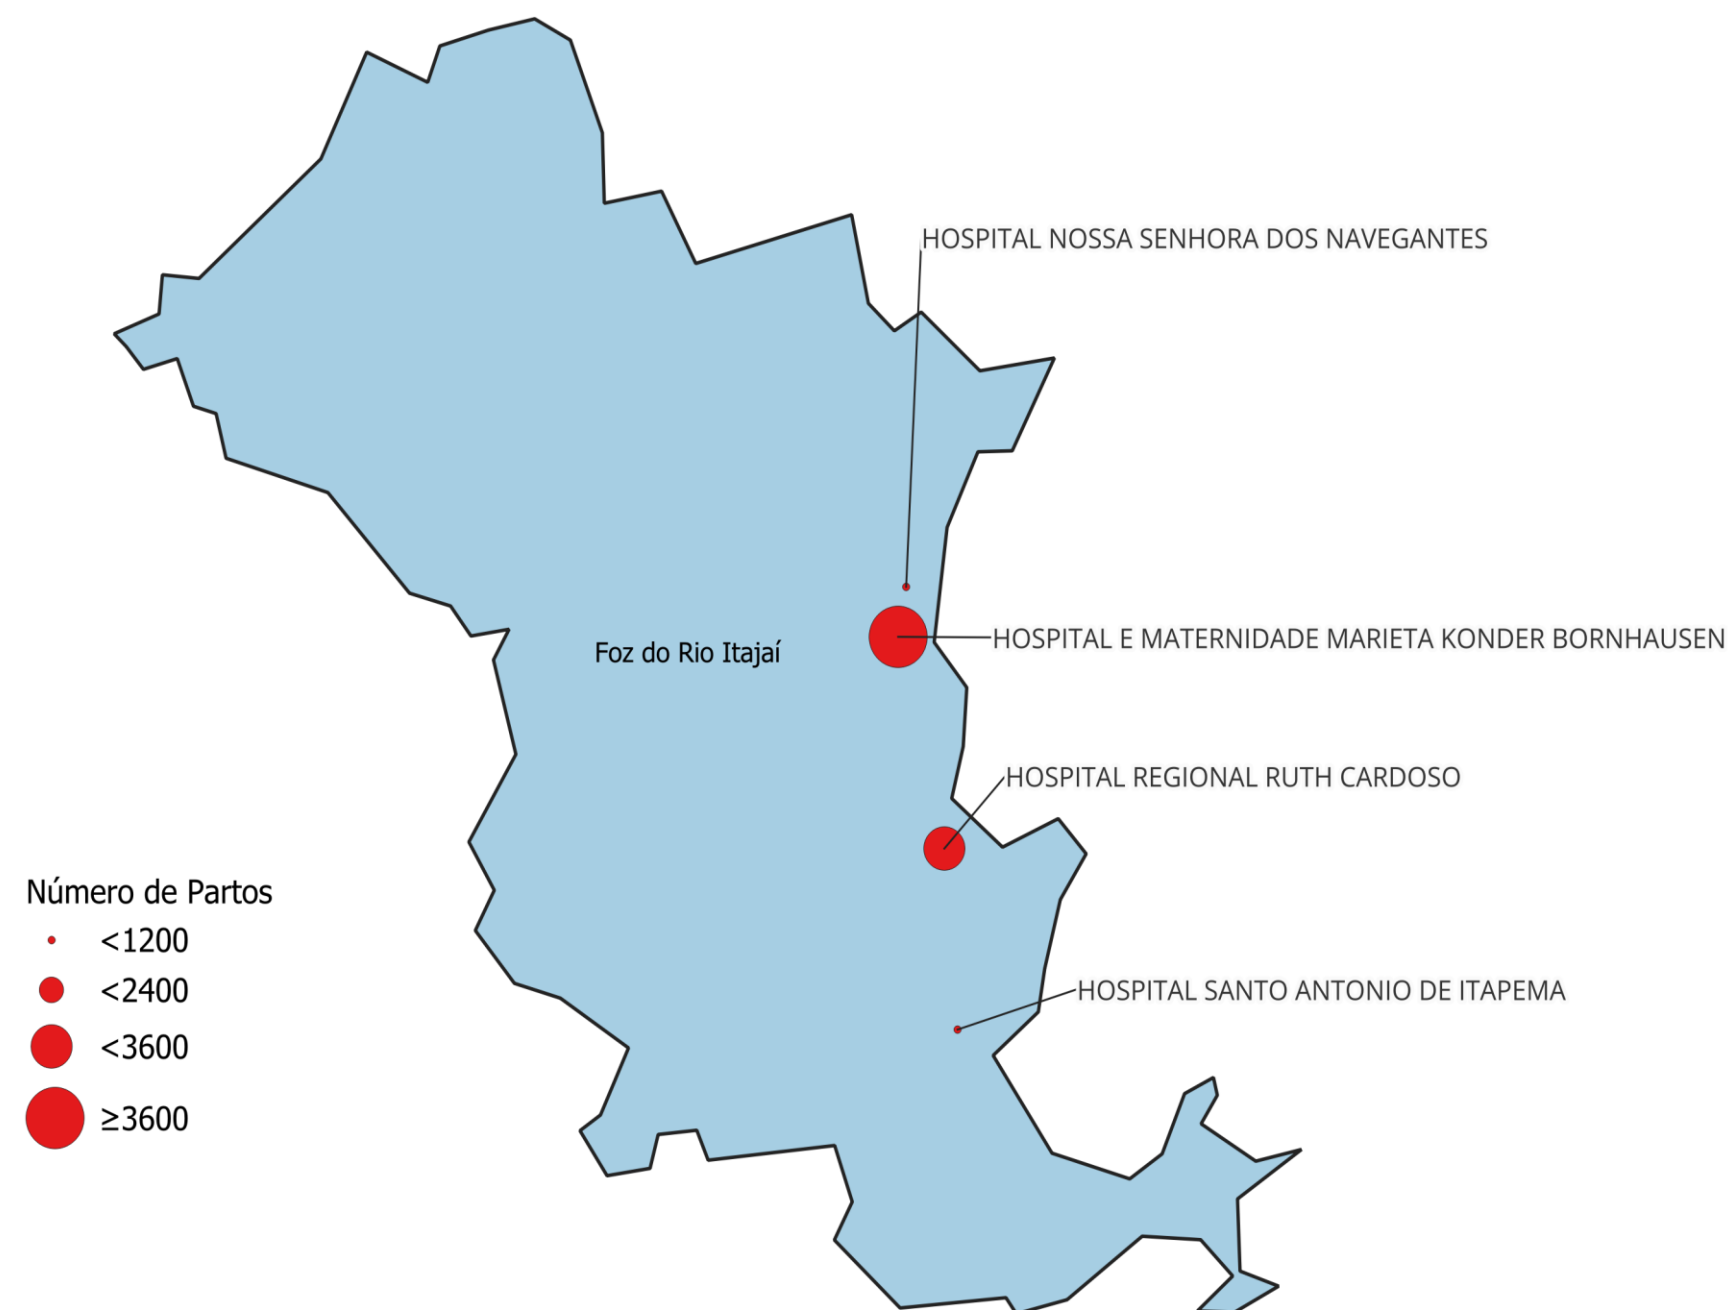 HOSPITAL NOSSA SENHORA DOS NAVEGANTES
HOSPITAL E MATERNIDADE MARIETA KONDER BORNHAUSEN
Foz do Rio Itajaí
HOSPITAL REGIONAL RUTH CARDOSO
HOSPITAL SANTO ANTONIO DE ITAPEMA
Número de Partos
<1200
<2400
<3600
≥3600